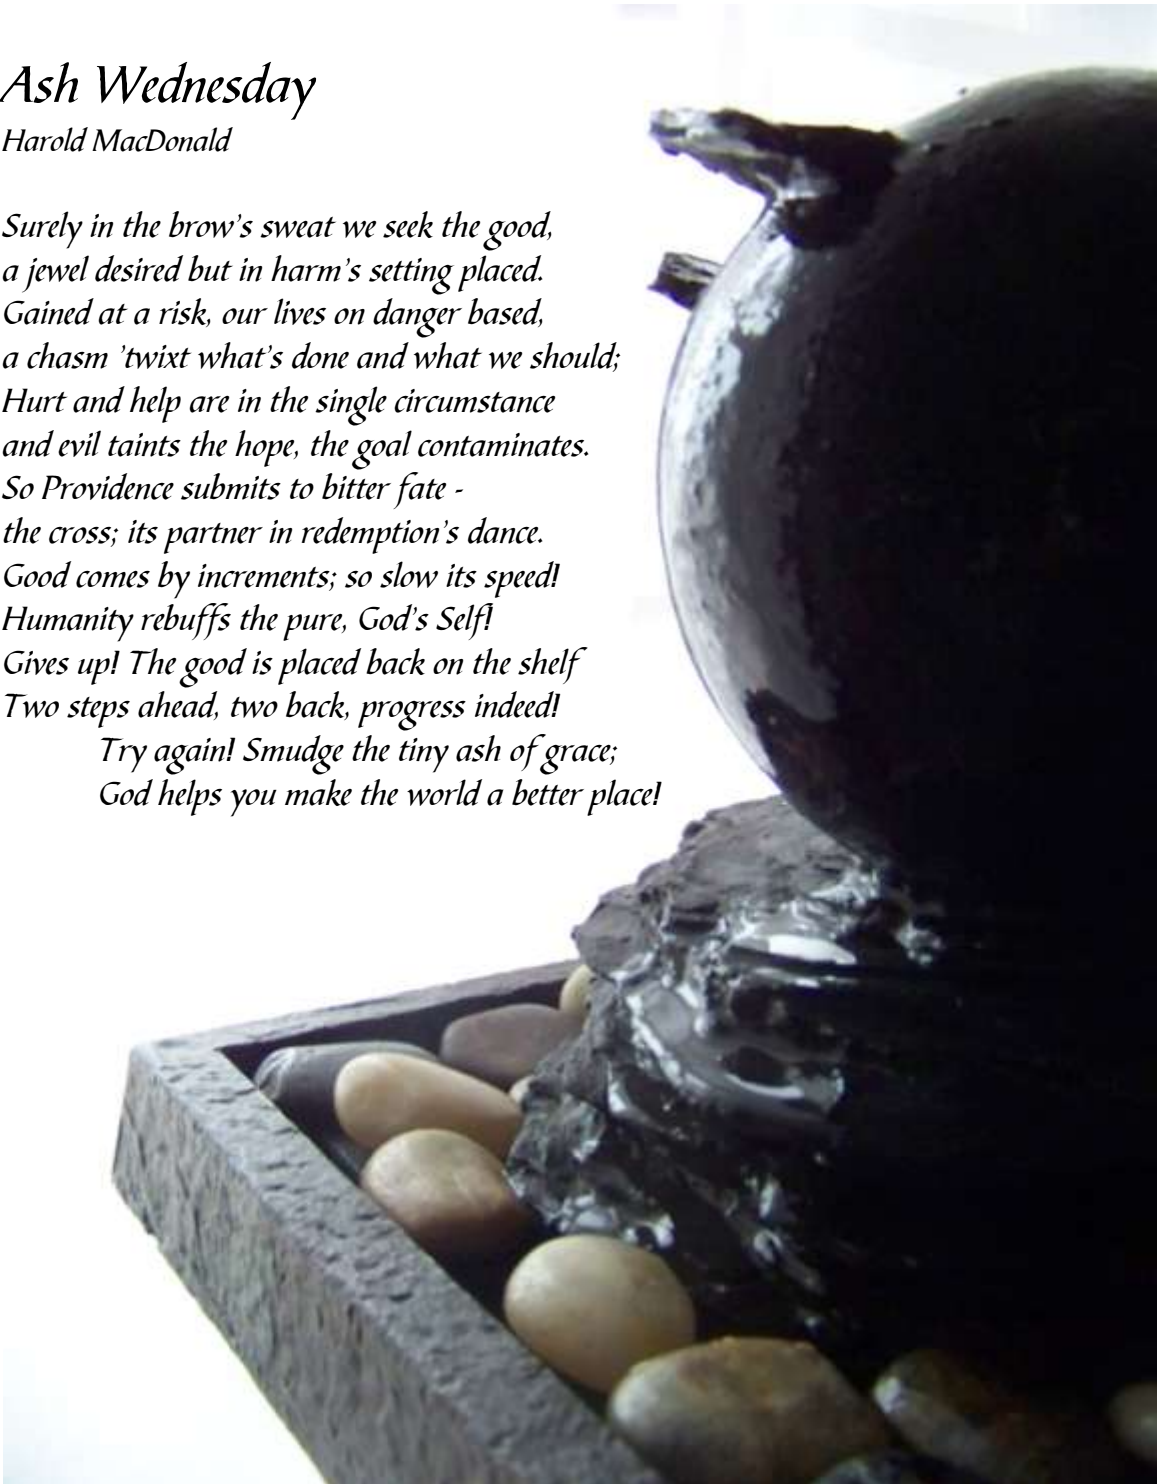 Ash Wednesday
Harold MacDonald
Surely in the brow's sweat we seek the good,
a jewel desired but in harm's setting placed.
Gained at a risk, our lives on danger based,
a chasm 'twixt what's done and what we should;
Hurt and help are in the single circumstance
and evil taints the hope, the goal contaminates.
So Providence submits to bitter fate -
the cross; its partner in redemption's dance.
Good comes by increments; so slow its speed!
Humanity rebuffs the pure, God's Self!
Gives up! The good is placed back on the shelf
Two steps ahead, two back, progress indeed!
Try again! Smudge the tiny ash of grace;
God helps you make the world a better place!